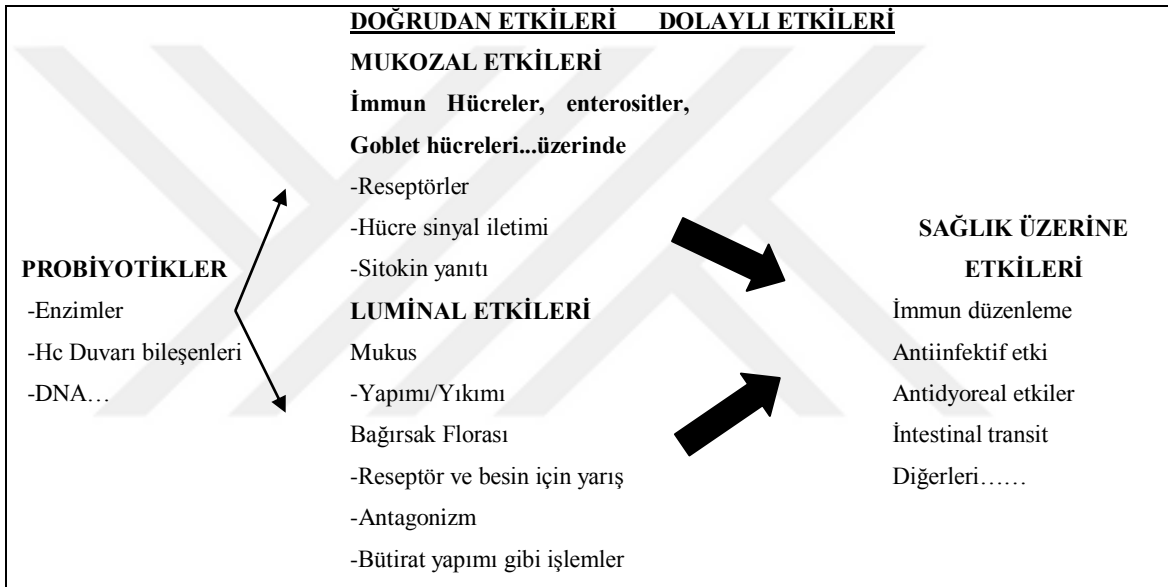 DOĞRUDAN ETKİLERİ DOLAYLI ETKİLERİ
MUKOZAL ETKİLERİ
İmmun Hücreler, enterositler,
Goblet hücreleri...üzerinde
-Reseptörler
-Hücre sinyal iletimi
-Sitokin yanıtı
LUMİNAL ETKİLERİ
Mukus
-Yapımı/Yıkımı
Bağırsak Florası
-Reseptör ve besin için yarış
-Antagonizm
-Bütirat yapımı gibi işlemler
PROBİYOTİKLER
-Enzimler
-Hc Duvarı bileşenleri
-DNA…
SAĞLIK ÜZERİNE
ETKİLERİ
İmmun düzenleme
Antiinfektif etki
Antidyoreal etkiler
İntestinal transit
Diğerleri……